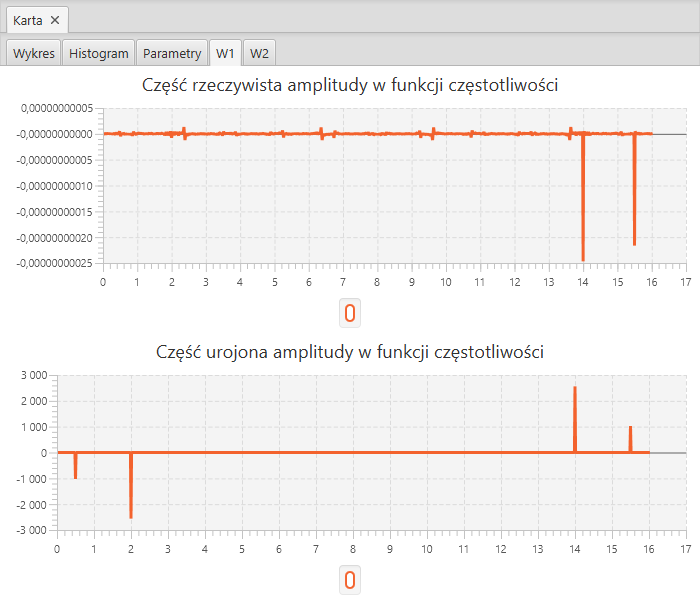 Karta ✕
Wykres Histogram Parametry W1 W2
Część rzeczywista amplitudy w funkcji częstotliwości
0,00000000005
-0,00000000000
-0,00000000005
-0,00000000010
-0,00000000015
-0,00000000020
-0,00000000025
0 1 2 3 4 5 6 7 8 9 10 11 12 13 14 15 16 17
Część urojona amplitudy w funkcji częstotliwości
3 000
2 000
1 000
0
-1 000
-2 000
-3 000
0 1 2 3 4 5 6 7 8 9 10 11 12 13 14 15 16 17